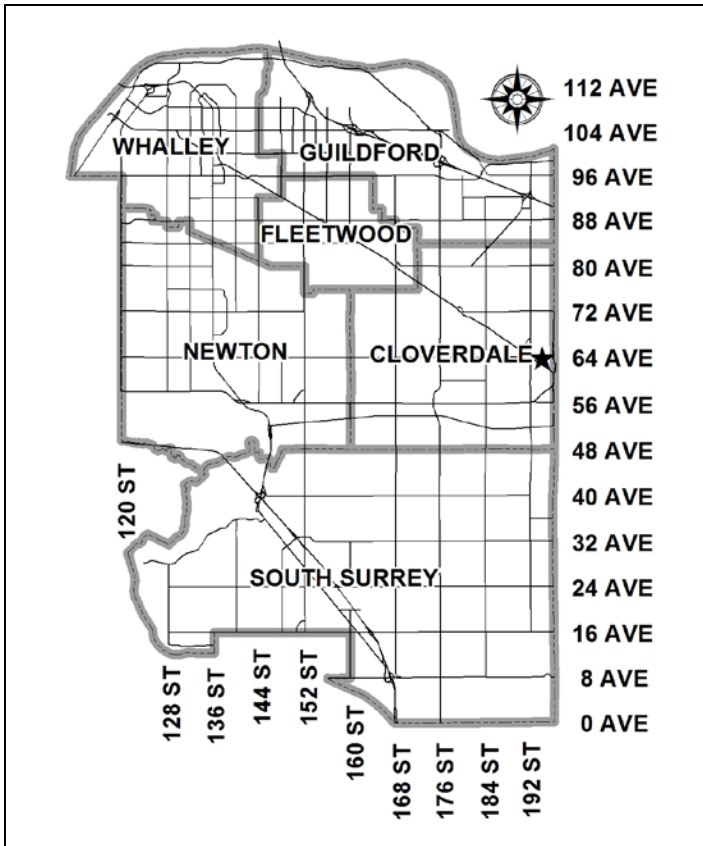 112 AVE
104 AVE
WHALLEY
GUILDFORD
96 AVE
88 AVE
FLEETWOOD
80 AVE
72 AVE
NEWTON
CLOVERDALE
64 AVE
56 AVE
48 AVE
120 ST
40 AVE
32 AVE
SOUTH SURREY
24 AVE
16 AVE
8 AVE
0 AVE
128 ST
136 ST
144 ST
152 ST
160 ST
168 ST
176 ST
184 ST
192 ST